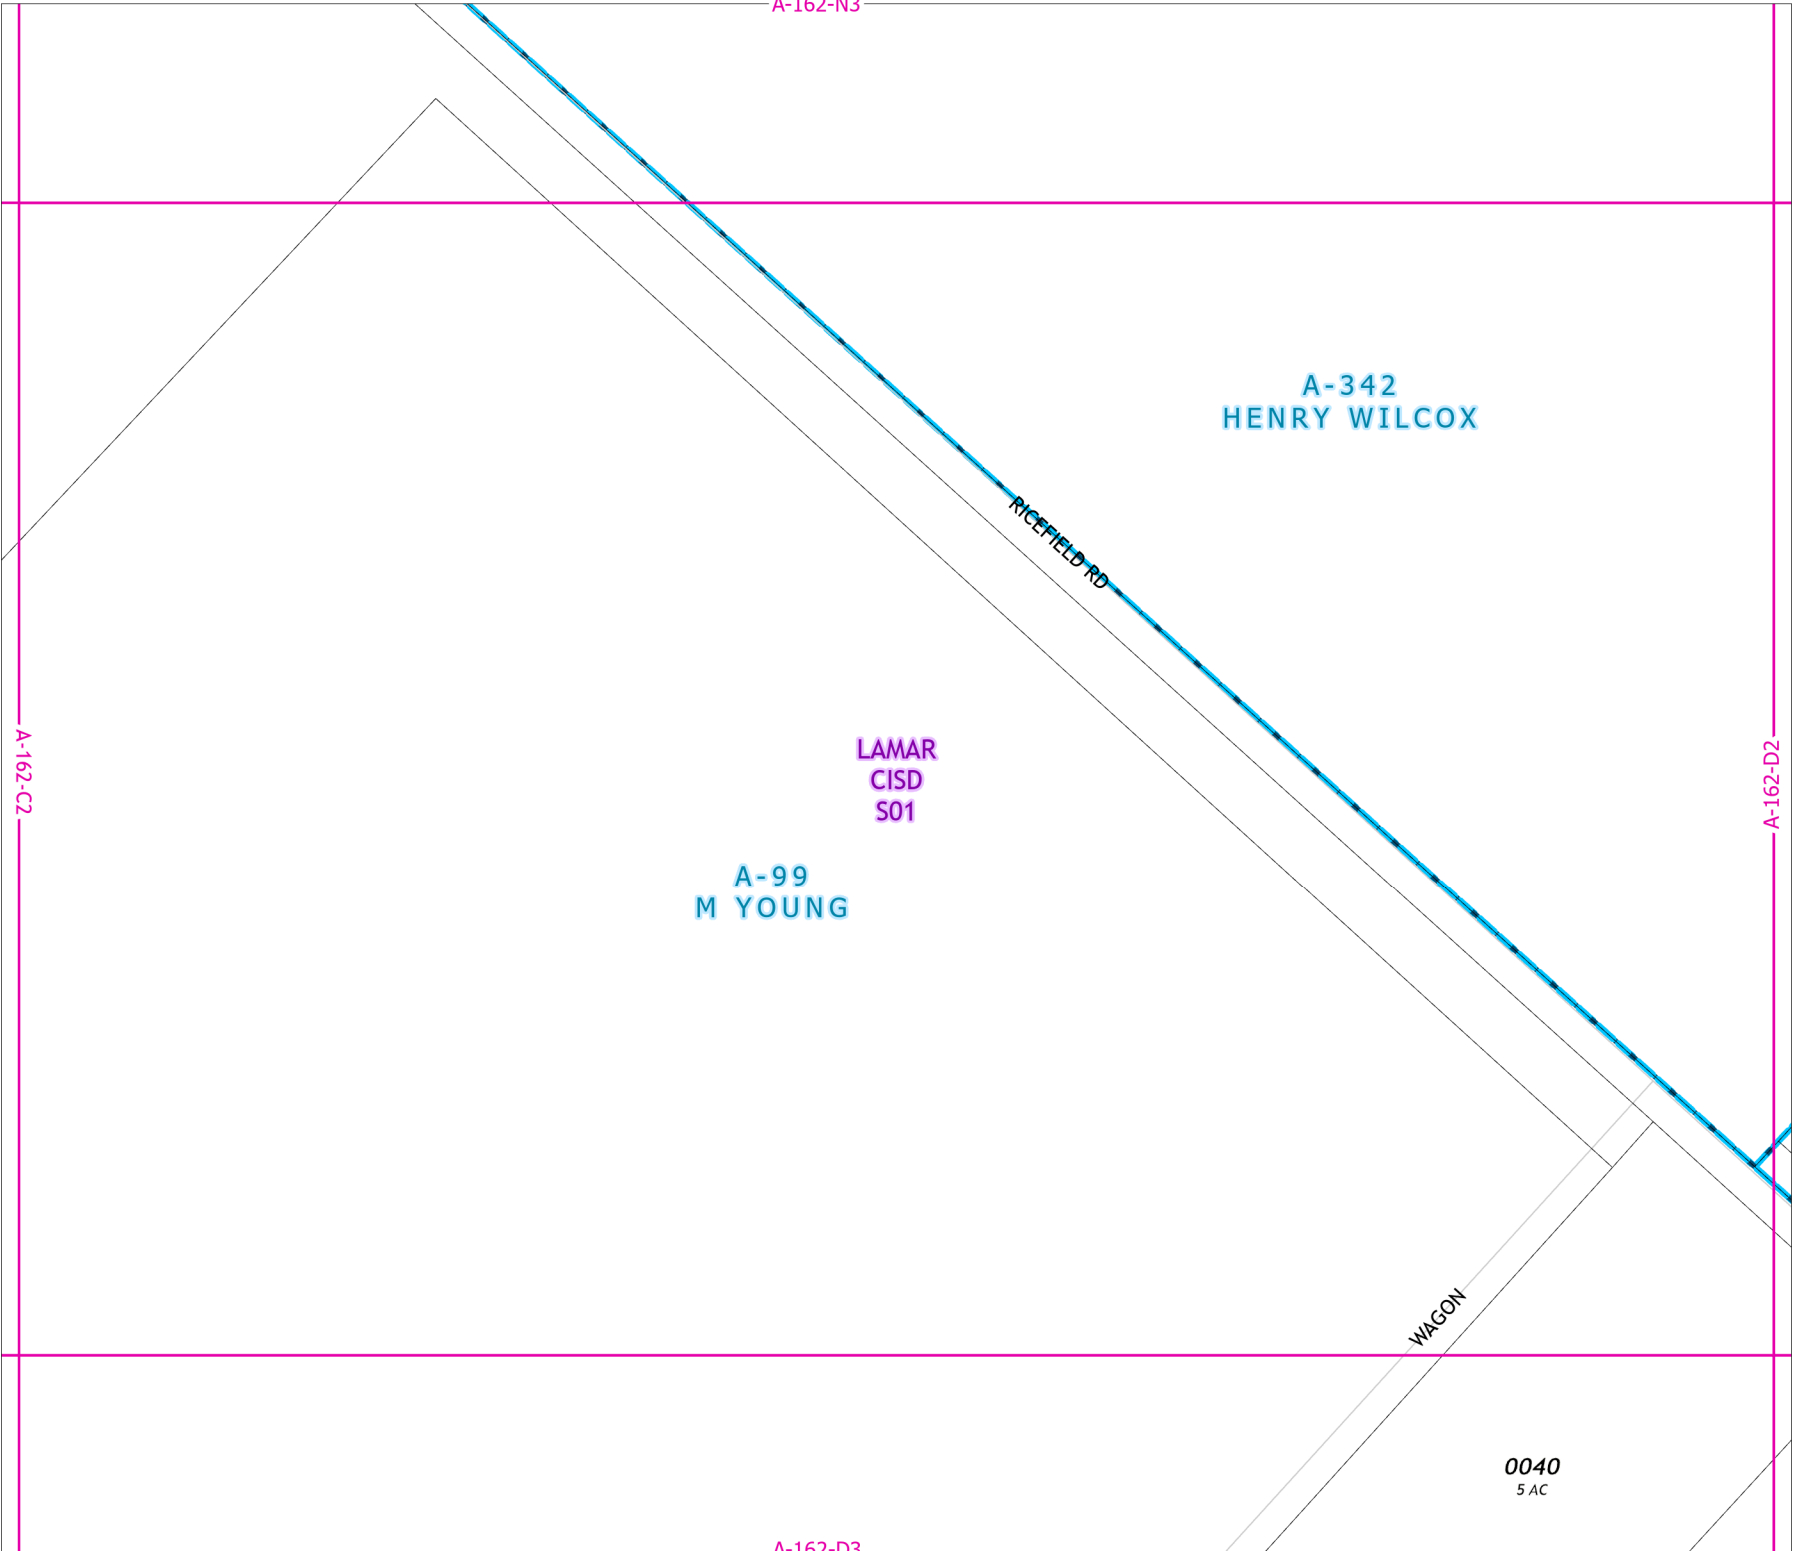 A-162-N3
A-342
HENRY WILCOX
RICEFIELD RD
LAMAR
CISD
S01
A-162-C2
A-162-D2
A-99
M YOUNG
WAGON
0040
5 AC
A-162-D3